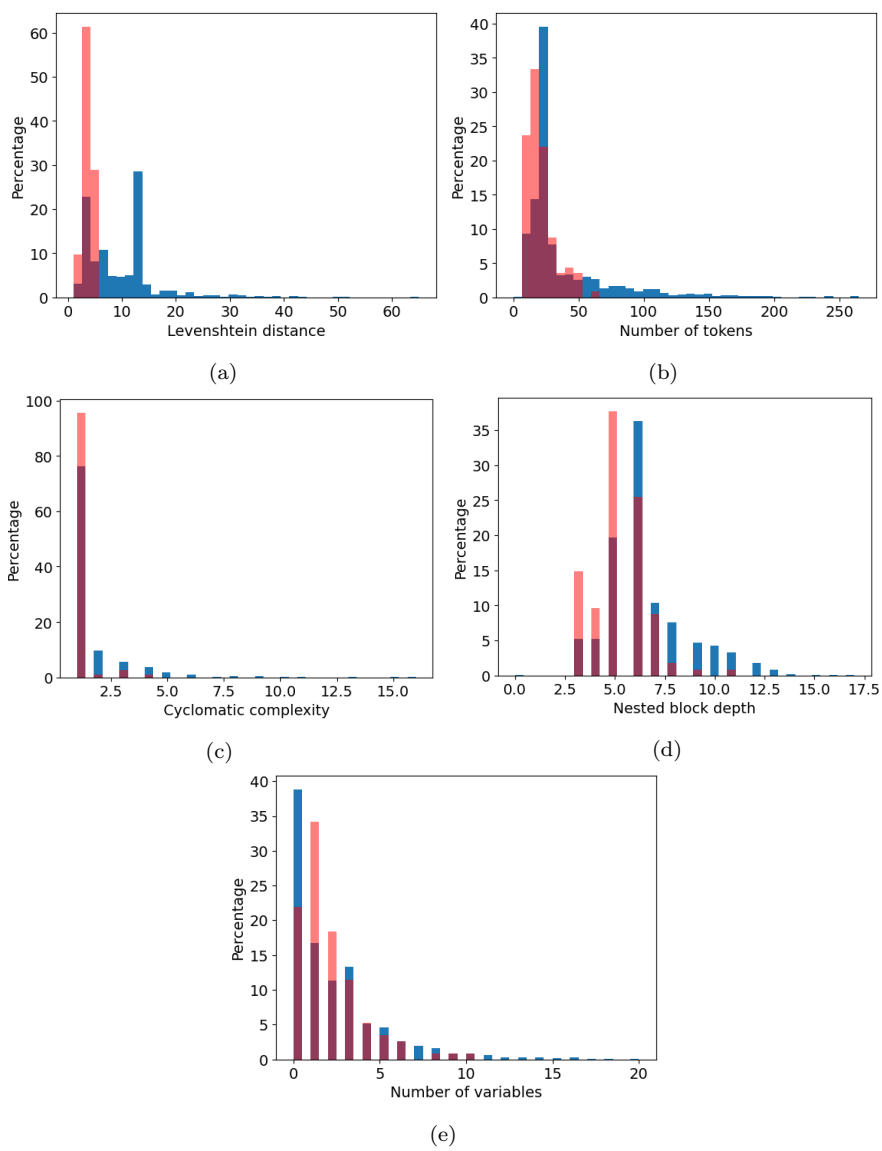 60
50
40
30
20
10
0
Percentage
0 10 20 30 40 50 60
Levenshtein distance
(a)
40
35
30
25
20
15
10
5
0
Percentage
0 50 100 150 200 250
Number of tokens
(b)
100
80
60
40
20
0
Percentage
2.5 5.0 7.5 10.0 12.5 15.0
Cyclomatic complexity
(c)
35
30
25
20
15
10
5
0
Percentage
0.0 2.5 5.0 7.5 10.0 12.5 15.0 17.5
Nested block depth
(d)
40
35
30
25
20
15
10
5
0
Percentage
0 5 10 15 20
Number of variables
(e)